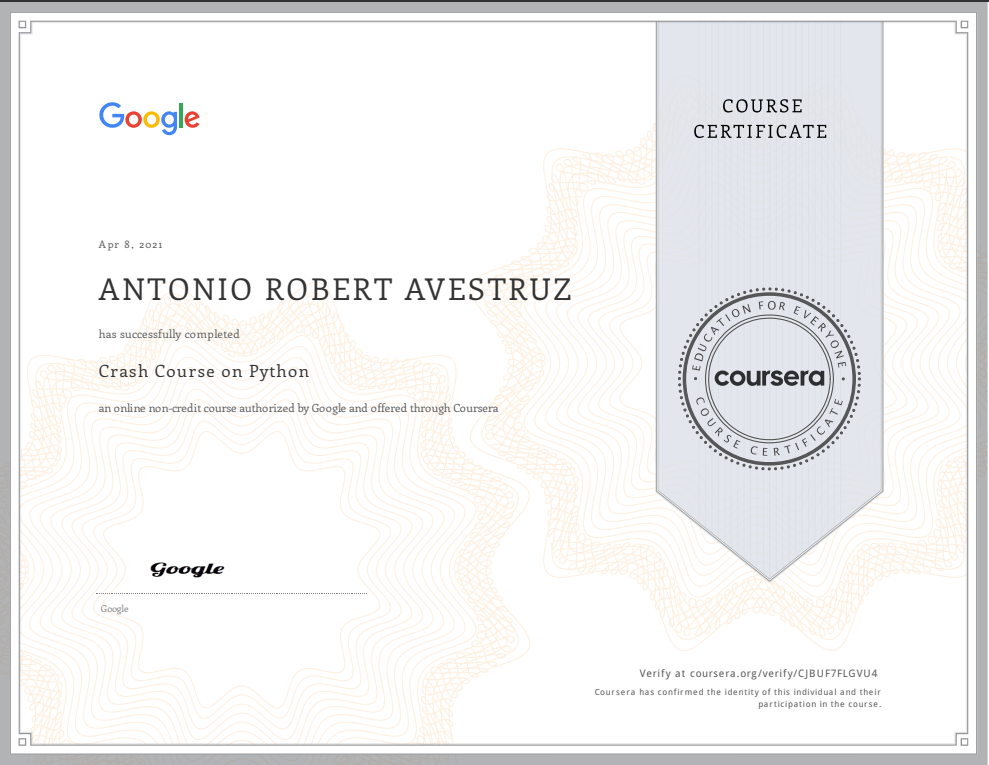 Google
COURSE
CERTIFICATE
Apr 8, 2021
ANTONIO ROBERT AVESTRUZ
has successfully completed
Crash Course on Python
an online non-credit course authorized by Google and offered through Coursera
EDUCATION FOR EVERYONE
coursera
COURSE CERTIFICATE
Google
Google
Verify at coursera.org/verify/CJBUF7FLGVU4
Coursera has confirmed the identity of this individual and their
participation in the course.